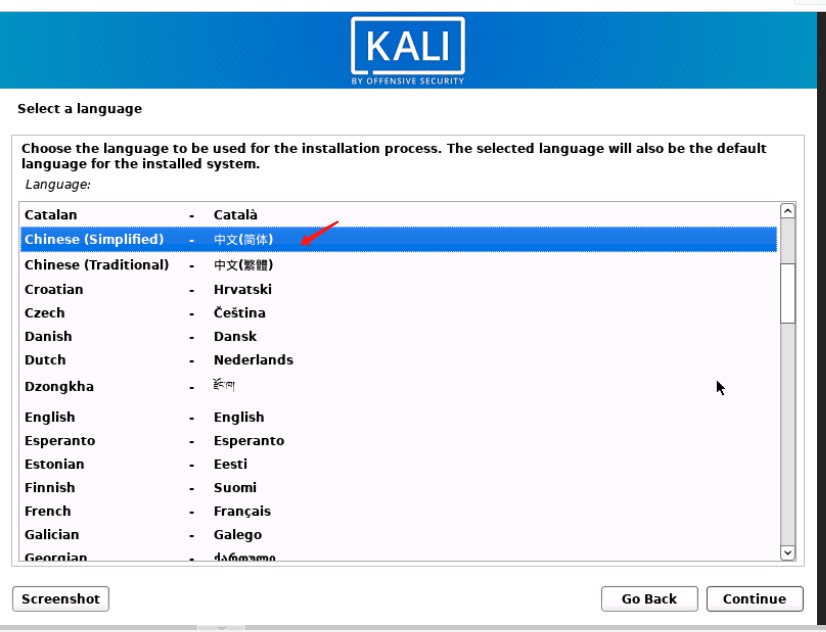 KALI
BY OFFENSIVE SECURITY
Select a language
Choose the language to be used for the installation process. The selected language will also be the default
language for the installed system.
Language:
Catalan - Català
Chinese (Simplified) - 中文(简体)
Chinese (Traditional) - 中文(繁體)
Croatian - Hrvatski
Czech - Čeština
Danish - Dansk
Dutch - Nederlands
Dzongkha - རྫོང་ཁ།
English - English
Esperanto - Esperanto
Estonian - Eesti
Finnish - Suomi
French - Français
Galician - Galego
Georgian - ქართული
Screenshot
Go Back
Continue